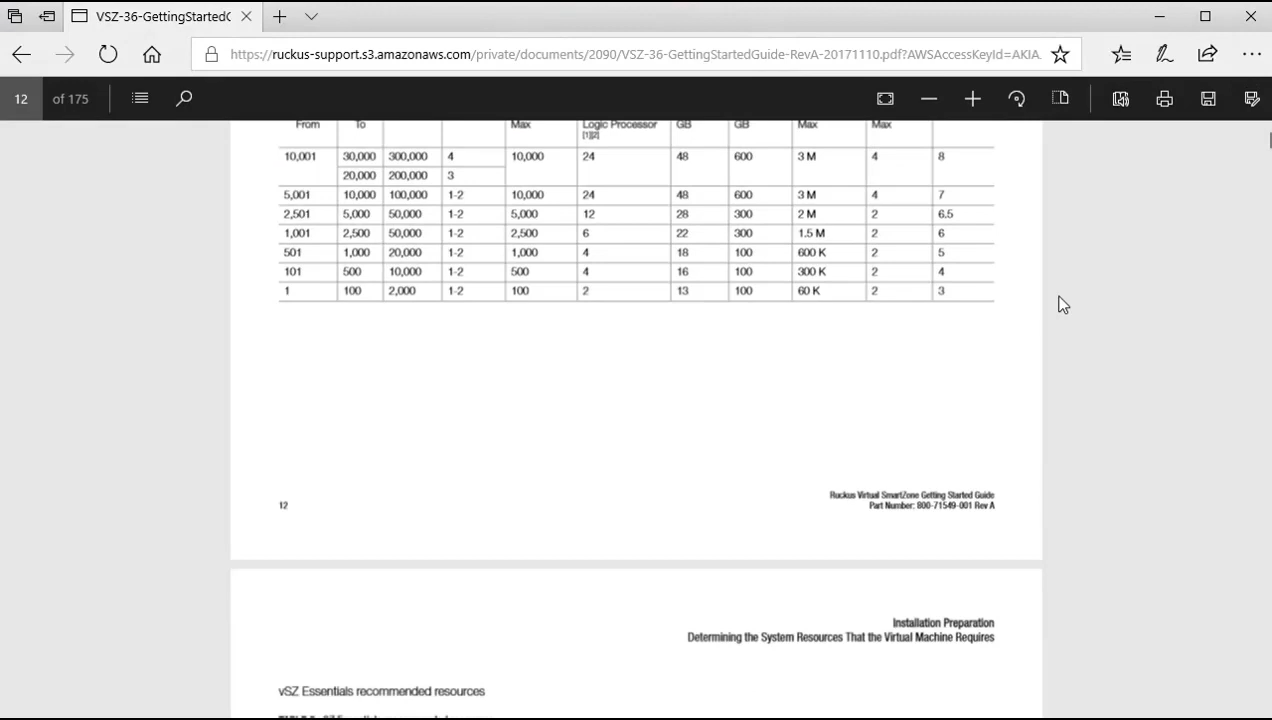 VSZ-36-GettingStartedG
https://ruckus-support.s3.amazonaws.com/private/documents/2090/VSZ-36-GettingStartedGuide-RevA-20171110.pdf?AWSAccessKeyId=AKIA
12 of 175
From To Max Logic Processor GB GB Max Max
[1][2]
10,001 30,000 300,000 4 10,000 24 48 600 3 M 4 8
20,000 200,000 3
5,001 10,000 100,000 1-2 10,000 24 48 600 3 M 4 7
2,501 5,000 50,000 1-2 5,000 12 28 300 2 M 2 6.5
1,001 2,500 50,000 1-2 2,500 6 22 300 1.5 M 2 6
501 1,000 20,000 1-2 1,000 4 18 100 600 K 2 5
101 500 10,000 1-2 500 4 16 100 300 K 2 4
1 100 2,000 1-2 100 2 13 100 60 K 2 3
Ruckus Virtual SmartZone Getting Started Guide
12 Part Number: 800-71549-001 Rev A
Installation Preparation
Determining the System Resources That the Virtual Machine Requires
vSZ Essentials recommended resources